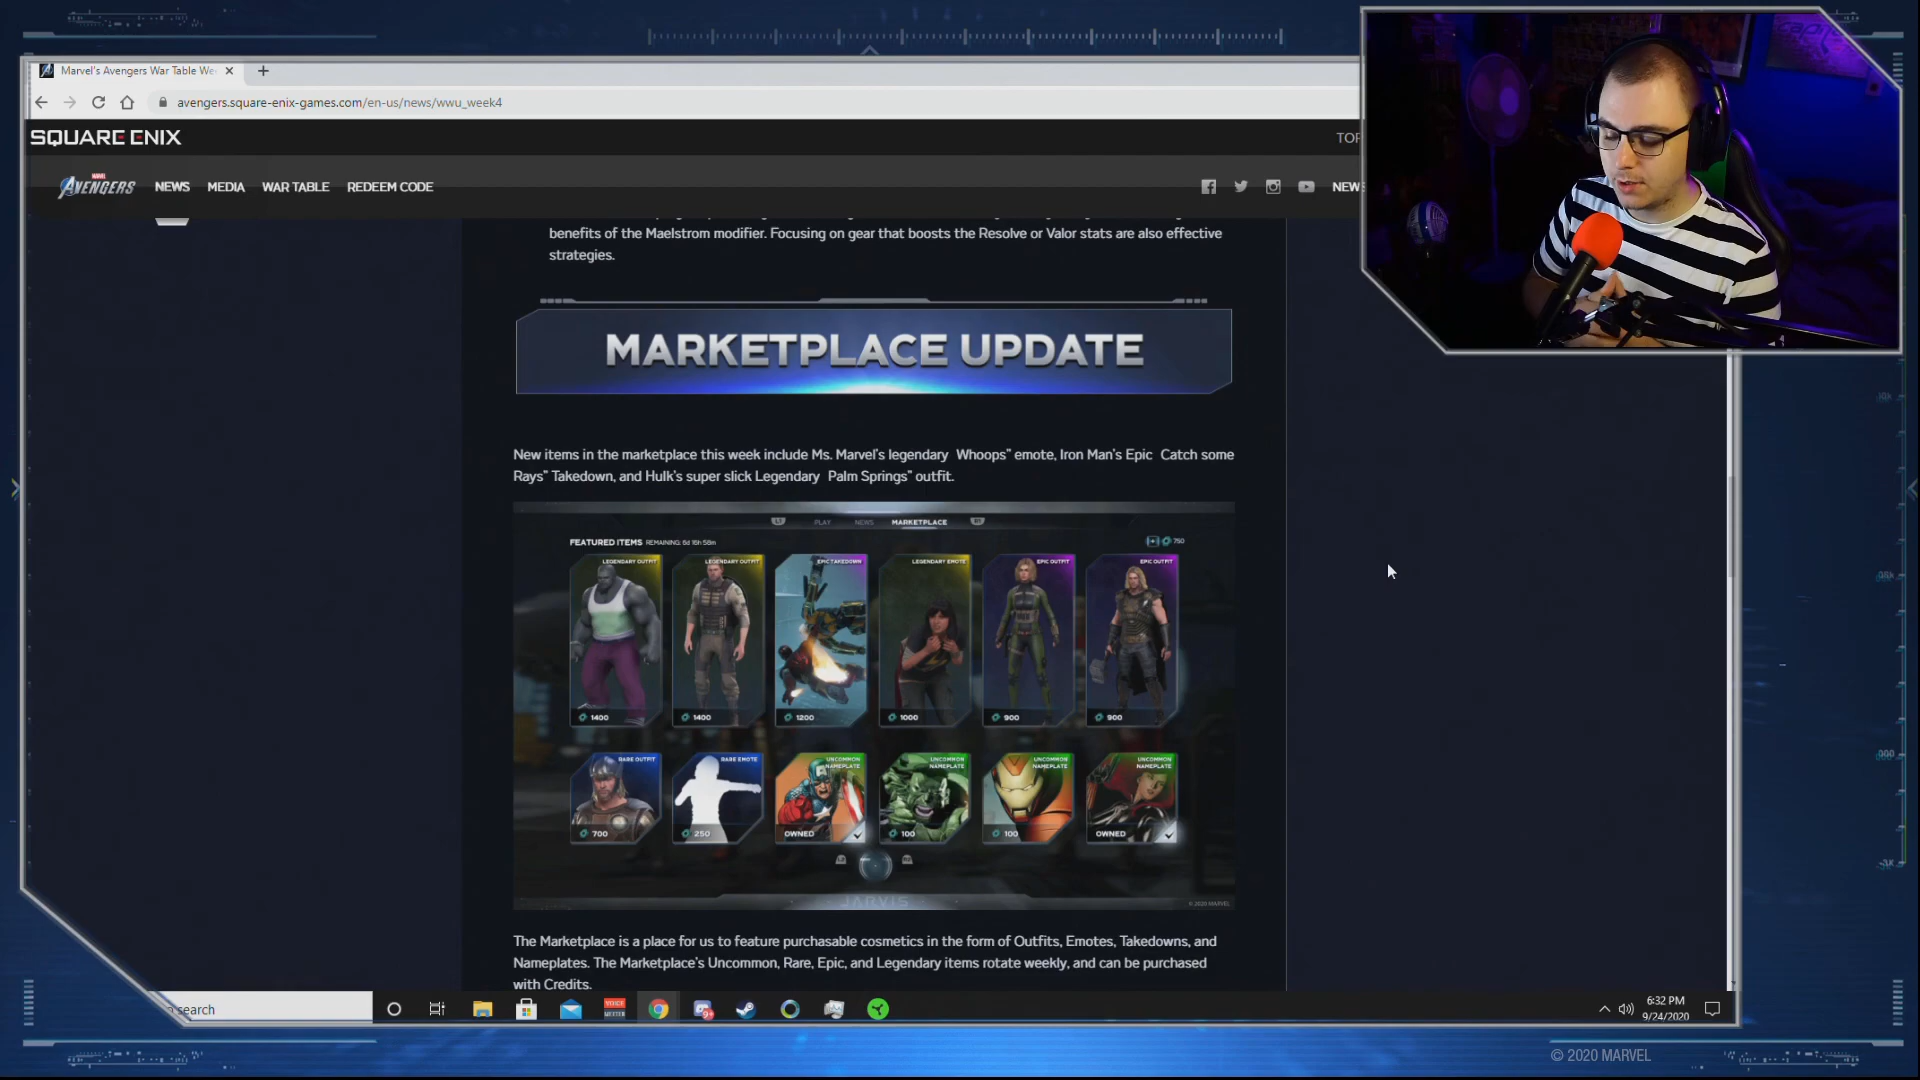 Marvel's Avengers War Table We
avengers.square-enix-games.com/en-us/news/wwu_week4
SQUARE ENIX
TOP
MARVEL
AVENGERS
NEWS
MEDIA
WAR TABLE
REDEEM CODE
NEW
benefits of the Maelstrom modifier. Focusing on gear that boosts the Resolve or Valor stats are also effective
strategies.
MARKETPLACE UPDATE
New items in the marketplace this week include Ms. Marvel's legendary Whoops" emote, Iron Man's Epic Catch some
Rays" Takedown, and Hulk's super slick Legendary Palm Springs" outfit.
PLAY
NEWS
MARKETPLACE
FEATURED ITEMS REMAINING: 6d 16h 58m
750
LEGENDARY OUTFIT
LEGENDARY OUTFIT
EPIC TAKEDOWN
LEGENDARY EMOTE
EPIC OUTFIT
EPIC OUTFIT
1400
1400
1200
1000
900
900
RARE OUTFIT
RARE EMOTE
UNCOMMON
NAMEPLATE
UNCOMMON
NAMEPLATE
UNCOMMON
NAMEPLATE
UNCOMMON
NAMEPLATE
700
250
OWNED
100
100
OWNED
JARVIS
© 2020 MARVEL
The Marketplace is a place for us to feature purchasable cosmetics in the form of Outfits, Emotes, Takedowns, and
Nameplates. The Marketplace's Uncommon, Rare, Epic, and Legendary items rotate weekly, and can be purchased
with Credits.
search
6:32 PM
9/24/2020
© 2020 MARVEL